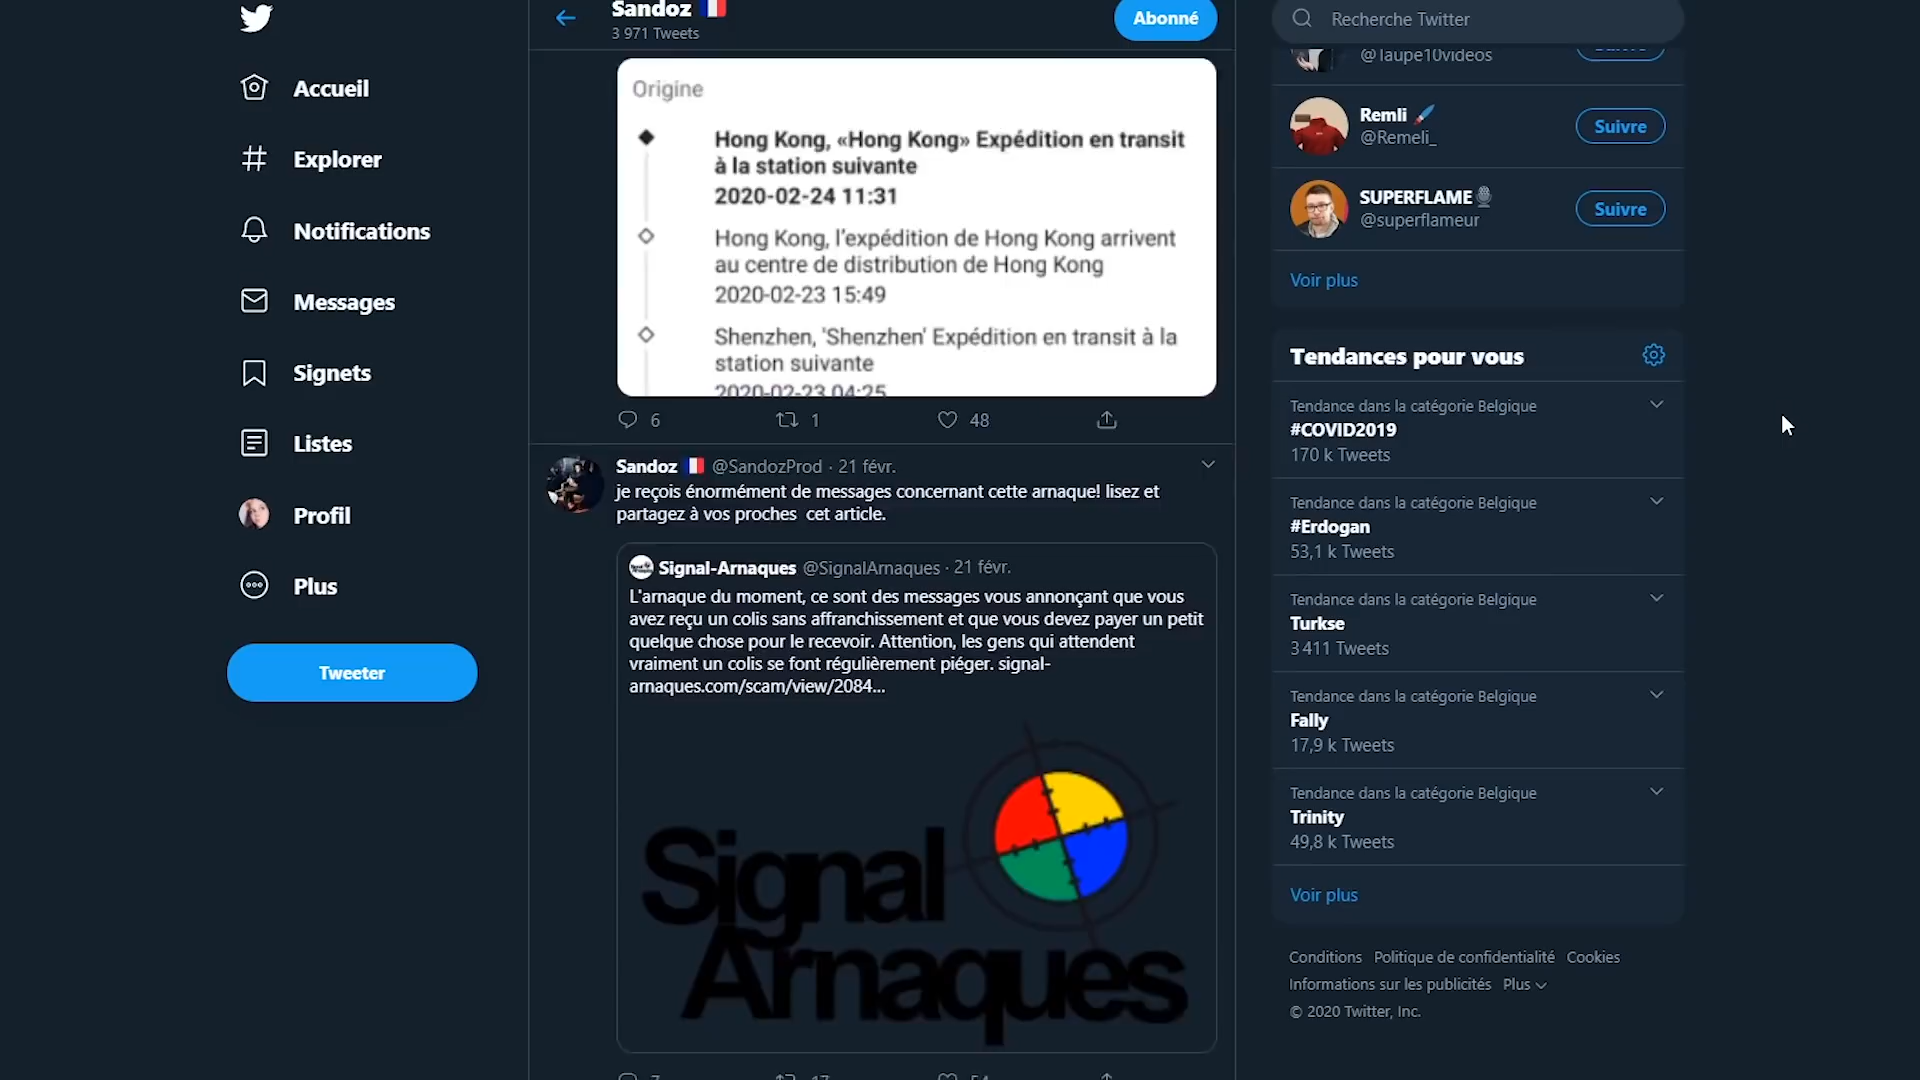 Accueil
Explorer
Notifications
Messages
Signets
Listes
Profil
Plus
Tweeter
Sandoz
3 971 Tweets
Abonné
Origine
Hong Kong, «Hong Kong» Expédition en transit
à la station suivante
2020-02-24 11:31
Hong Kong, l'expédition de Hong Kong arrivent
au centre de distribution de Hong Kong
2020-02-23 15:49
Shenzhen, 'Shenzhen' Expédition en transit à la
station suivante
2020-02-23 04:25
6 1 48
Sandoz @SandozProd · 21 févr.
je reçois énormément de messages concernant cette arnaque! lisez et
partagez à vos proches cet article.
Signal-Arnaques @SignalArnaques · 21 févr.
L'arnaque du moment, ce sont des messages vous annonçant que vous
avez reçu un colis sans affranchissement et que vous devez payer un petit
quelque chose pour le recevoir. Attention, les gens qui attendent
vraiment un colis se font régulièrement piéger. signal-
arnaques.com/scam/view/2084...
Signal
Arnaques
7 17 54
Recherche Twitter
@Taupe10videos
Suivre
Remli
@Remeli_
Suivre
SUPERFLAME
@superflameur
Suivre
Voir plus
Tendances pour vous
Tendance dans la catégorie Belgique
#COVID2019
170 k Tweets
Tendance dans la catégorie Belgique
#Erdogan
53,1 k Tweets
Tendance dans la catégorie Belgique
Turkse
3 411 Tweets
Tendance dans la catégorie Belgique
Fally
17,9 k Tweets
Tendance dans la catégorie Belgique
Trinity
49,8 k Tweets
Voir plus
Conditions Politique de confidentialité Cookies
Informations sur les publicités Plus
© 2020 Twitter, Inc.